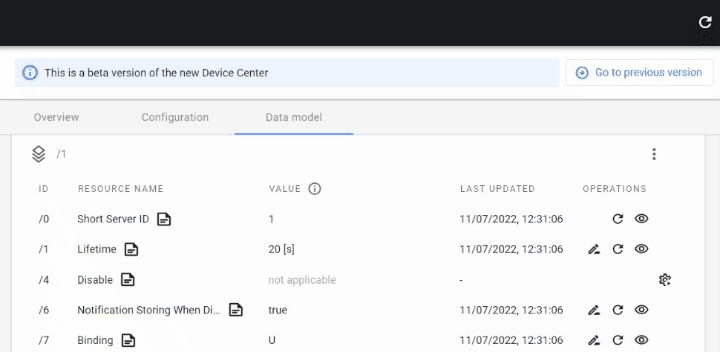 This is a beta version of the new Device Center
Go to previous version
Overview Configuration Data model
/1
ID RESOURCE NAME VALUE LAST UPDATED OPERATIONS
/0 Short Server ID 1 11/07/2022, 12:31:06
/1 Lifetime 20 [s] 11/07/2022, 12:31:06
/4 Disable not applicable -
/6 Notification Storing When Di... true 11/07/2022, 12:31:06
/7 Binding U 11/07/2022, 12:31:06